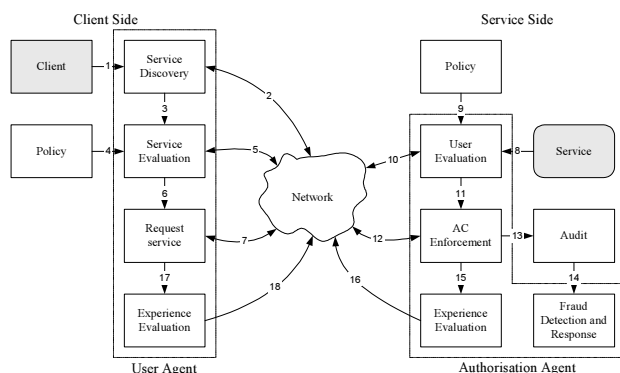 Client Side
Service Side
Client
1
Service
Discovery
2
3
Policy
4
Service
Evaluation
5
6
Request
service
7
17
Experience
Evaluation
18
User Agent
Network
Policy
9
10
User
Evaluation
8
Service
11
12
AC
Enforcement
13
Audit
15
14
16
Experience
Evaluation
Fraud
Detection and
Response
Authorisation Agent